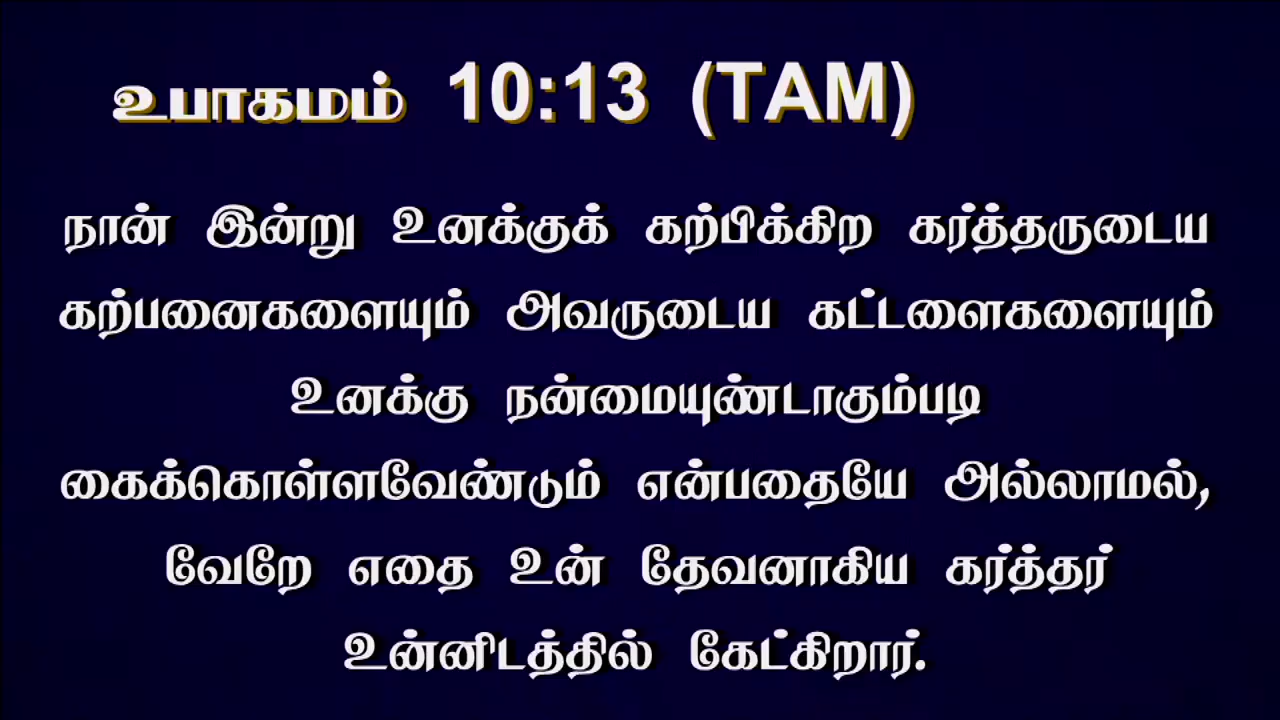 உபாகமம் 10:13 (TAM)
நான் இன்று உனக்குக் கற்பிக்கிற கர்த்தருடைய
கற்பனைகளையும் அவருடைய கட்டளைகளையும்
உனக்கு நன்மையுண்டாகும்படி
கைக்கொள்ளவேண்டும் என்பதையே அல்லாமல்,
வேறே எதை உன் தேவனாகிய கர்த்தர்
உன்னிடத்தில் கேட்கிறார்.